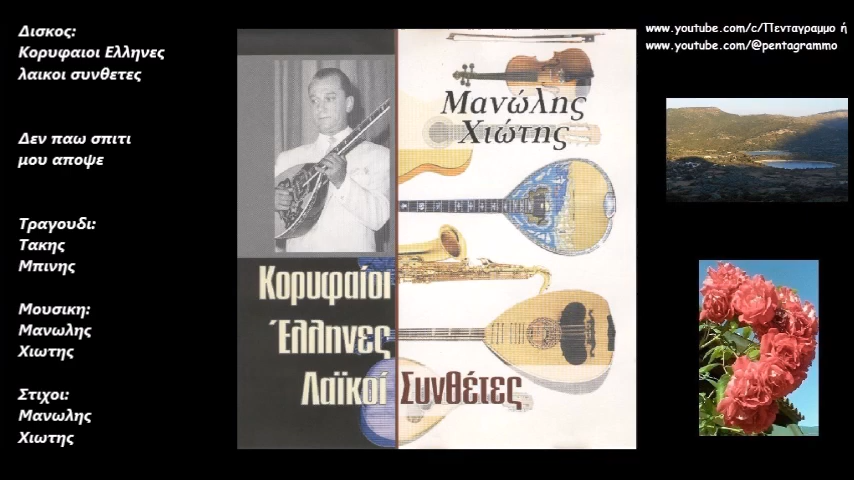 Δισκος:
Κορυφαιοι Ελληνες
λαικοι συνθετες
Δεν παω σπιτι
μου αποψε
Τραγουδι:
Τακης
Μπινης
Μουσικη:
Μανωλης
Χιωτης
Στιχοι:
Μανωλης
Χιωτης
Μανώλης
Χιώτης
Κορυφαίοι
Έλληνες
Λαϊκοί Συνθέτες
www.youtube.com/c/Πενταγραμμο ή
www.youtube.com/@pentagrammo